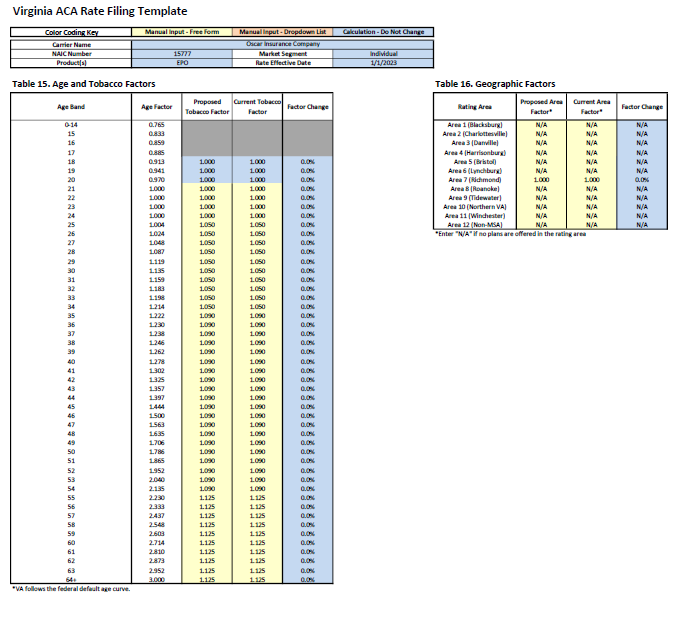 Virginia ACA Rate Filing Template
Color Coding Key Manual Input - Free Form Manual Input - Dropdown List Calculation - Do Not Change
Carrier Name Oscar Insurance Company
NAIC Number 15777 Market Segment Individual
Product(s) EPO Rate Effective Date 1/1/2023
Table 15. Age and Tobacco Factors
Age Band Age Factor Proposed Tobacco Factor Current Tobacco Factor Factor Change
0-14 0.765
15 0.833
16 0.859
17 0.885
18 0.913 1.000 1.000 0.0%
19 0.941 1.000 1.000 0.0%
20 0.970 1.000 1.000 0.0%
21 1.000 1.000 1.000 0.0%
22 1.000 1.000 1.000 0.0%
23 1.000 1.000 1.000 0.0%
24 1.000 1.000 1.000 0.0%
25 1.004 1.050 1.050 0.0%
26 1.024 1.050 1.050 0.0%
27 1.048 1.050 1.050 0.0%
28 1.087 1.050 1.050 0.0%
29 1.119 1.050 1.050 0.0%
30 1.135 1.050 1.050 0.0%
31 1.159 1.050 1.050 0.0%
32 1.183 1.050 1.050 0.0%
33 1.198 1.050 1.050 0.0%
34 1.214 1.050 1.050 0.0%
35 1.222 1.090 1.090 0.0%
36 1.230 1.090 1.090 0.0%
37 1.238 1.090 1.090 0.0%
38 1.246 1.090 1.090 0.0%
39 1.262 1.090 1.090 0.0%
40 1.278 1.090 1.090 0.0%
41 1.302 1.090 1.090 0.0%
42 1.325 1.090 1.090 0.0%
43 1.357 1.090 1.090 0.0%
44 1.397 1.090 1.090 0.0%
45 1.444 1.090 1.090 0.0%
46 1.500 1.090 1.090 0.0%
47 1.563 1.090 1.090 0.0%
48 1.635 1.090 1.090 0.0%
49 1.706 1.090 1.090 0.0%
50 1.786 1.090 1.090 0.0%
51 1.865 1.090 1.090 0.0%
52 1.952 1.090 1.090 0.0%
53 2.040 1.090 1.090 0.0%
54 2.135 1.090 1.090 0.0%
55 2.230 1.125 1.125 0.0%
56 2.333 1.125 1.125 0.0%
57 2.437 1.125 1.125 0.0%
58 2.548 1.125 1.125 0.0%
59 2.603 1.125 1.125 0.0%
60 2.714 1.125 1.125 0.0%
61 2.810 1.125 1.125 0.0%
62 2.873 1.125 1.125 0.0%
63 2.952 1.125 1.125 0.0%
64+ 3.000 1.125 1.125 0.0%
*VA follows the federal default age curve.
Table 16. Geographic Factors
Rating Area Proposed Area Factor* Current Area Factor* Factor Change
Area 1 (Blacksburg) N/A N/A N/A
Area 2 (Charlottesville) N/A N/A N/A
Area 3 (Danville) N/A N/A N/A
Area 4 (Harrisonburg) N/A N/A N/A
Area 5 (Bristol) N/A N/A N/A
Area 6 (Lynchburg) N/A N/A N/A
Area 7 (Richmond) 1.000 1.000 0.0%
Area 8 (Roanoke) N/A N/A N/A
Area 9 (Tidewater) N/A N/A N/A
Area 10 (Northern VA) N/A N/A N/A
Area 11 (Winchester) N/A N/A N/A
Area 12 (Non-MSA) N/A N/A N/A
*Enter "N/A" if no plans are offered in the rating area